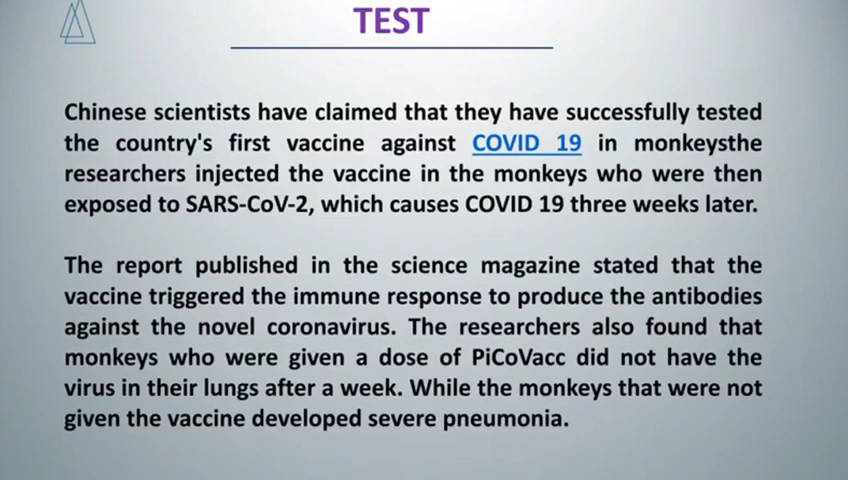 TEST
Chinese scientists have claimed that they have successfully tested
the country's first vaccine against COVID 19 in monkeysthe
researchers injected the vaccine in the monkeys who were then
exposed to SARS-CoV-2, which causes COVID 19 three weeks later.
The report published in the science magazine stated that the
vaccine triggered the immune response to produce the antibodies
against the novel coronavirus. The researchers also found that
monkeys who were given a dose of PiCoVacc did not have the
virus in their lungs after a week. While the monkeys that were not
given the vaccine developed severe pneumonia.